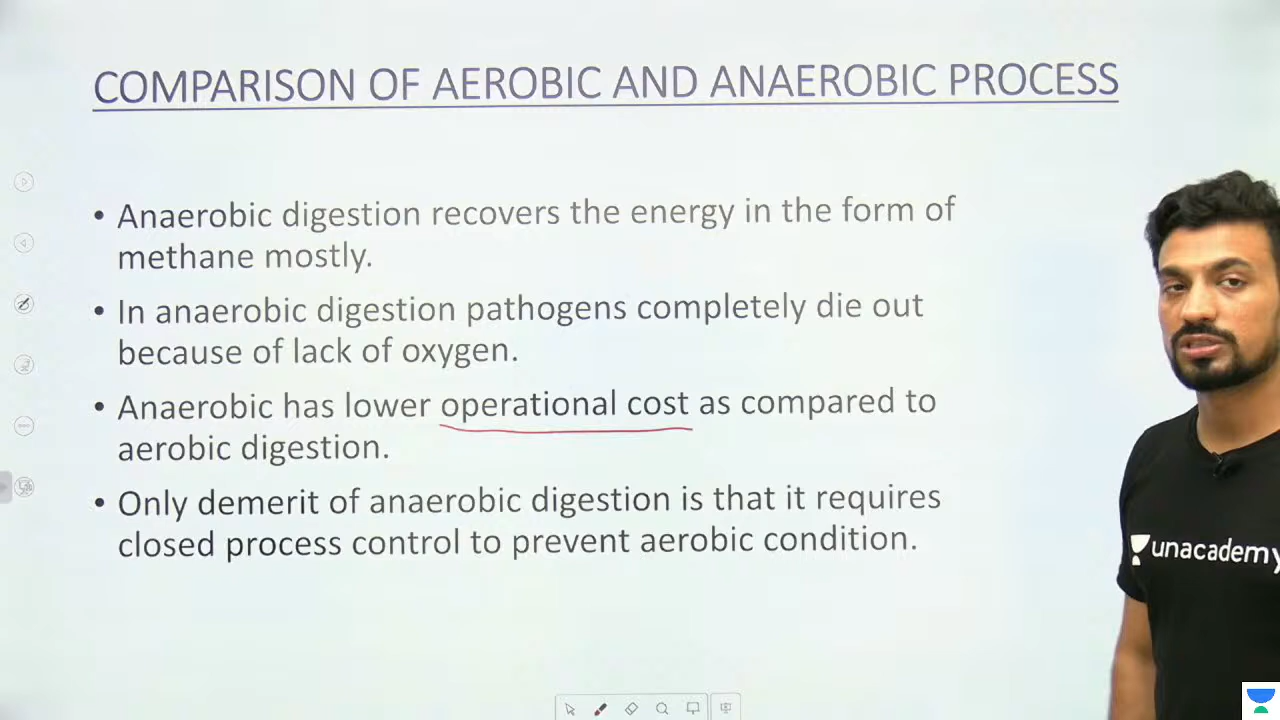 COMPARISON OF AEROBIC AND ANAEROBIC PROCESS
• Anaerobic digestion recovers the energy in the form of
methane mostly.
• In anaerobic digestion pathogens completely die out
because of lack of oxygen.
• Anaerobic has lower operational cost as compared to
aerobic digestion.
• Only demerit of anaerobic digestion is that it requires
closed process control to prevent aerobic condition.
unacademy